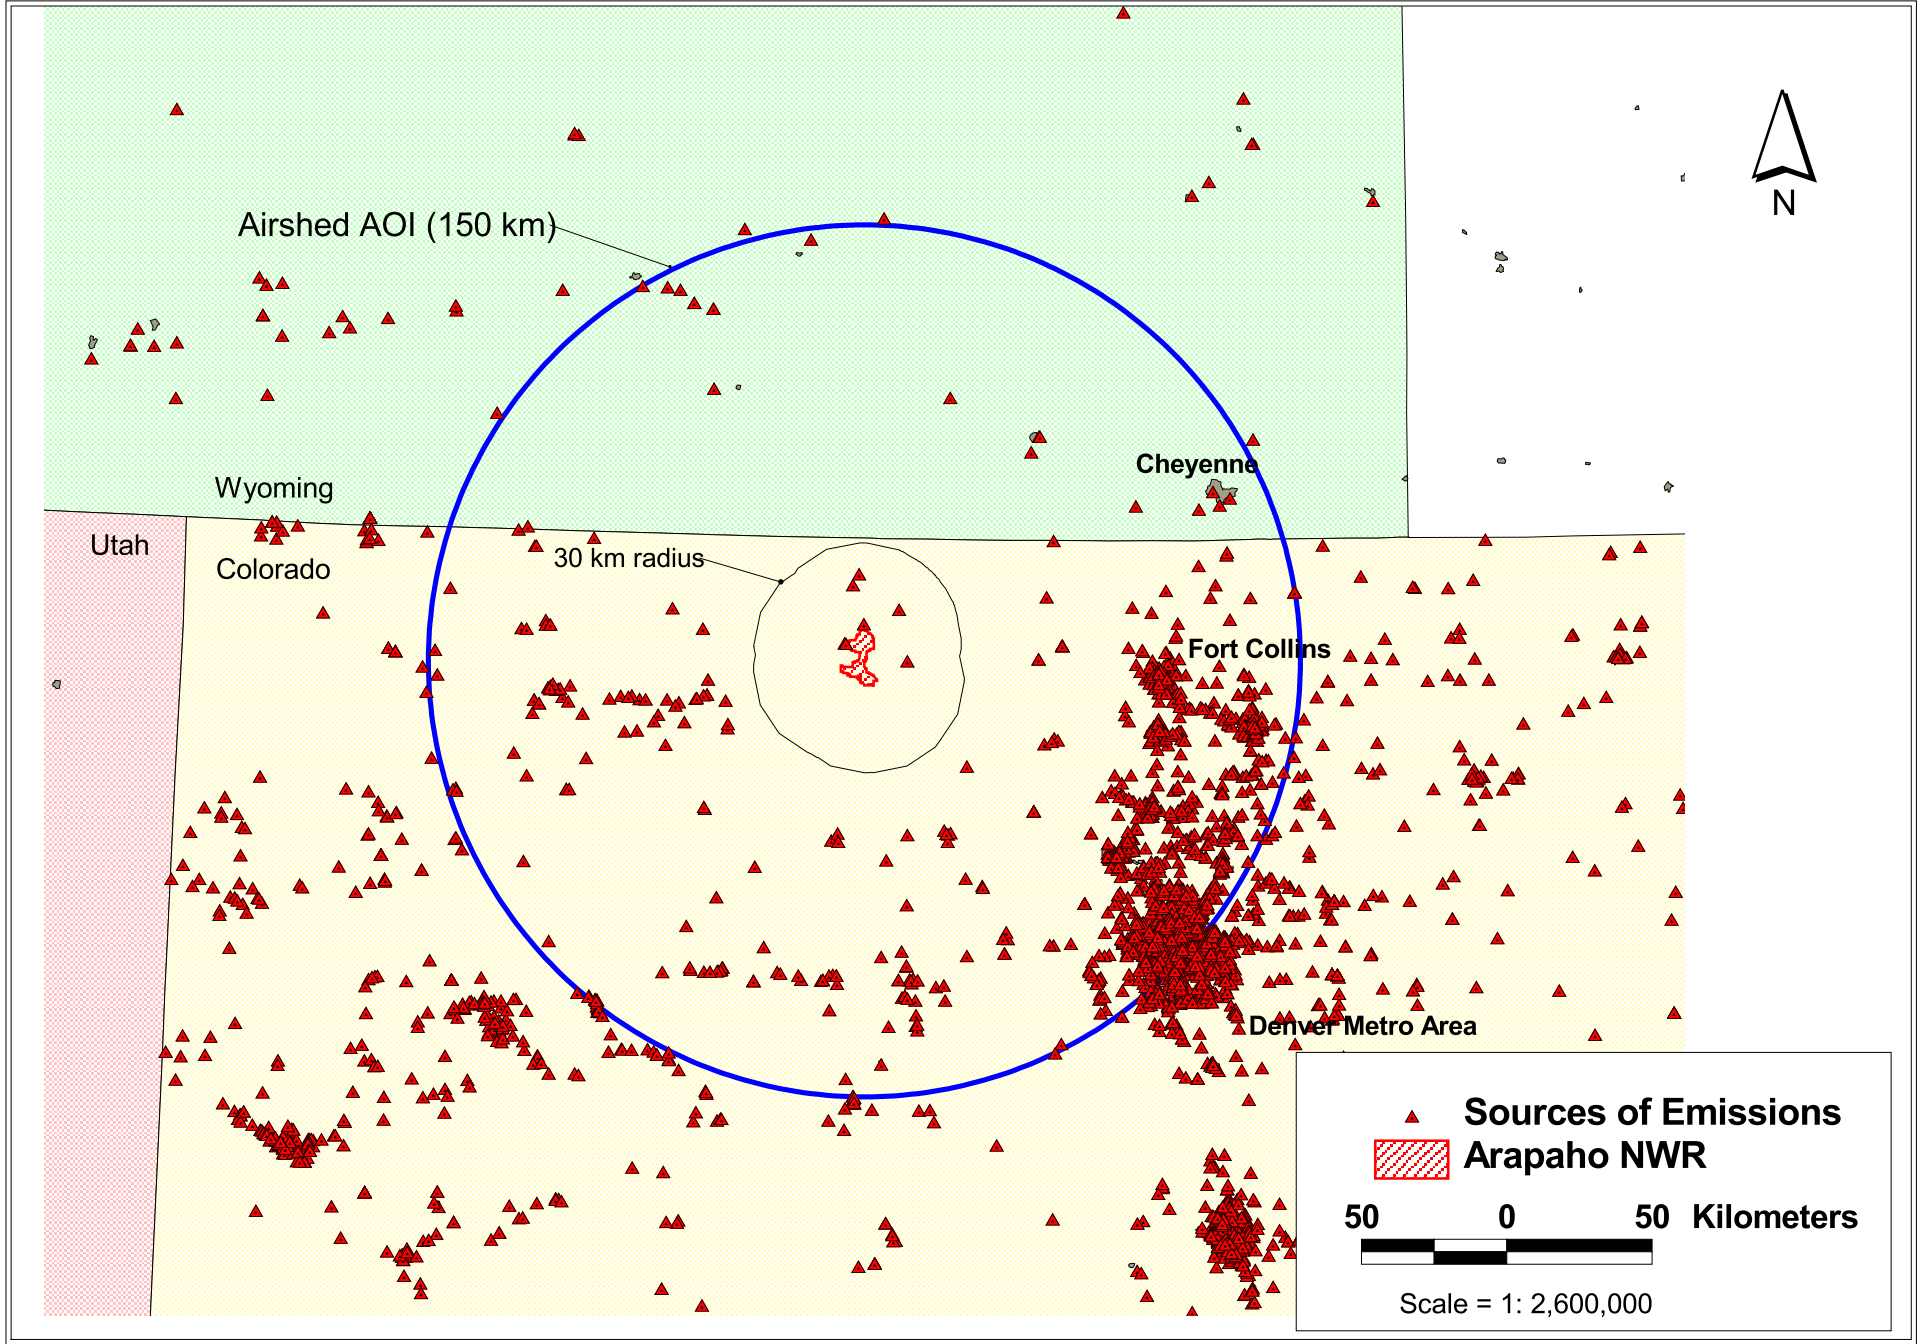 Airshed AOI (150 km)
N
Cheyenne
Wyoming
Utah
30 km radius
Colorado
Fort Collins
Denver Metro Area
Sources of Emissions
Arapaho NWR
50 0 50 Kilometers
Scale = 1: 2,600,000